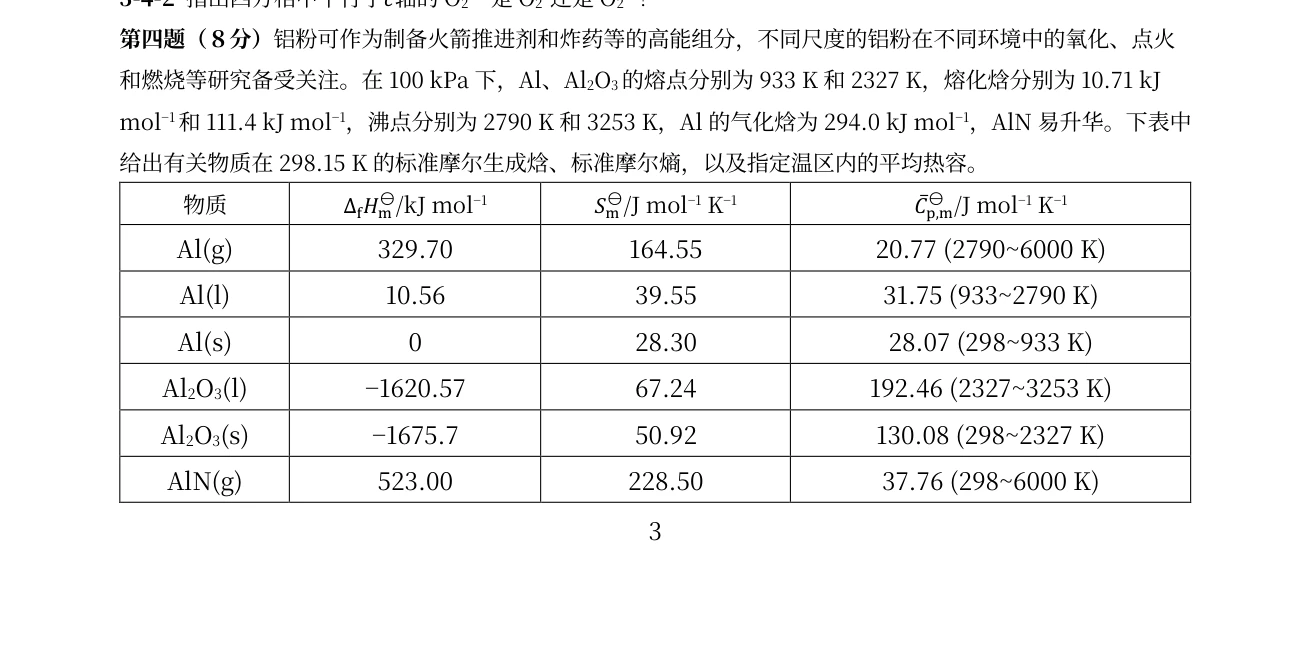 第四题（8 分）铝粉可作为制备火箭推进剂和炸药等的高能组分，不同尺度的铝粉在不同环境中的氧化、点火
和燃烧等研究备受关注。在 100 kPa 下，Al、Al₂O₃ 的熔点分别为 933 K 和 2327 K，熔化焓分别为 10.71 kJ
mol⁻¹ 和 111.4 kJ mol⁻¹，沸点分别为 2790 K 和 3253 K，Al 的气化焓为 294.0 kJ mol⁻¹，AlN 易升华。下表中
给出有关物质在 298.15 K 的标准摩尔生成焓、标准摩尔熵，以及指定温区内的平均热容。
物质 ΔfHm⊖/kJ mol⁻¹ Sm⊖/J mol⁻¹ K⁻¹ C̄p,m⊖/J mol⁻¹ K⁻¹
Al(g) 329.70 164.55 20.77 (2790~6000 K)
Al(l) 10.56 39.55 31.75 (933~2790 K)
Al(s) 0 28.30 28.07 (298~933 K)
Al₂O₃(l) −1620.57 67.24 192.46 (2327~3253 K)
Al₂O₃(s) −1675.7 50.92 130.08 (298~2327 K)
AlN(g) 523.00 228.50 37.76 (298~6000 K)
3